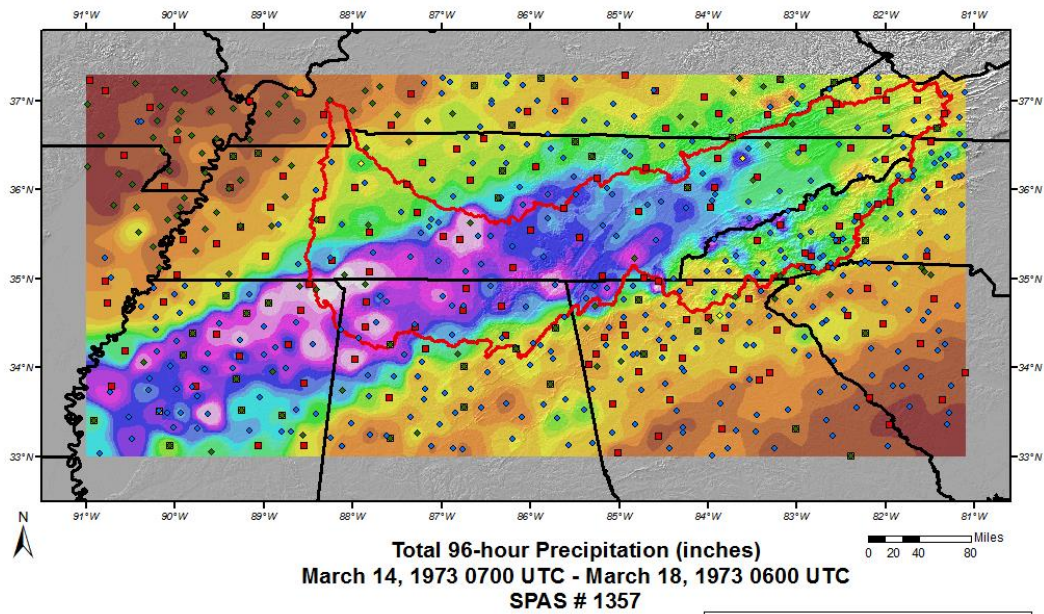 91°W 90°W 89°W 88°W 87°W 86°W 85°W 84°W 83°W 82°W 81°W
37°N 37°N
36°N 36°N
35°N 35°N
34°N 34°N
33°N 33°N
91°W 90°W 89°W 88°W 87°W 86°W 85°W 84°W 83°W 82°W 81°W
N
Miles
0 20 40 80
Total 96-hour Precipitation (inches)
March 14, 1973 0700 UTC - March 18, 1973 0600 UTC
SPAS # 1357